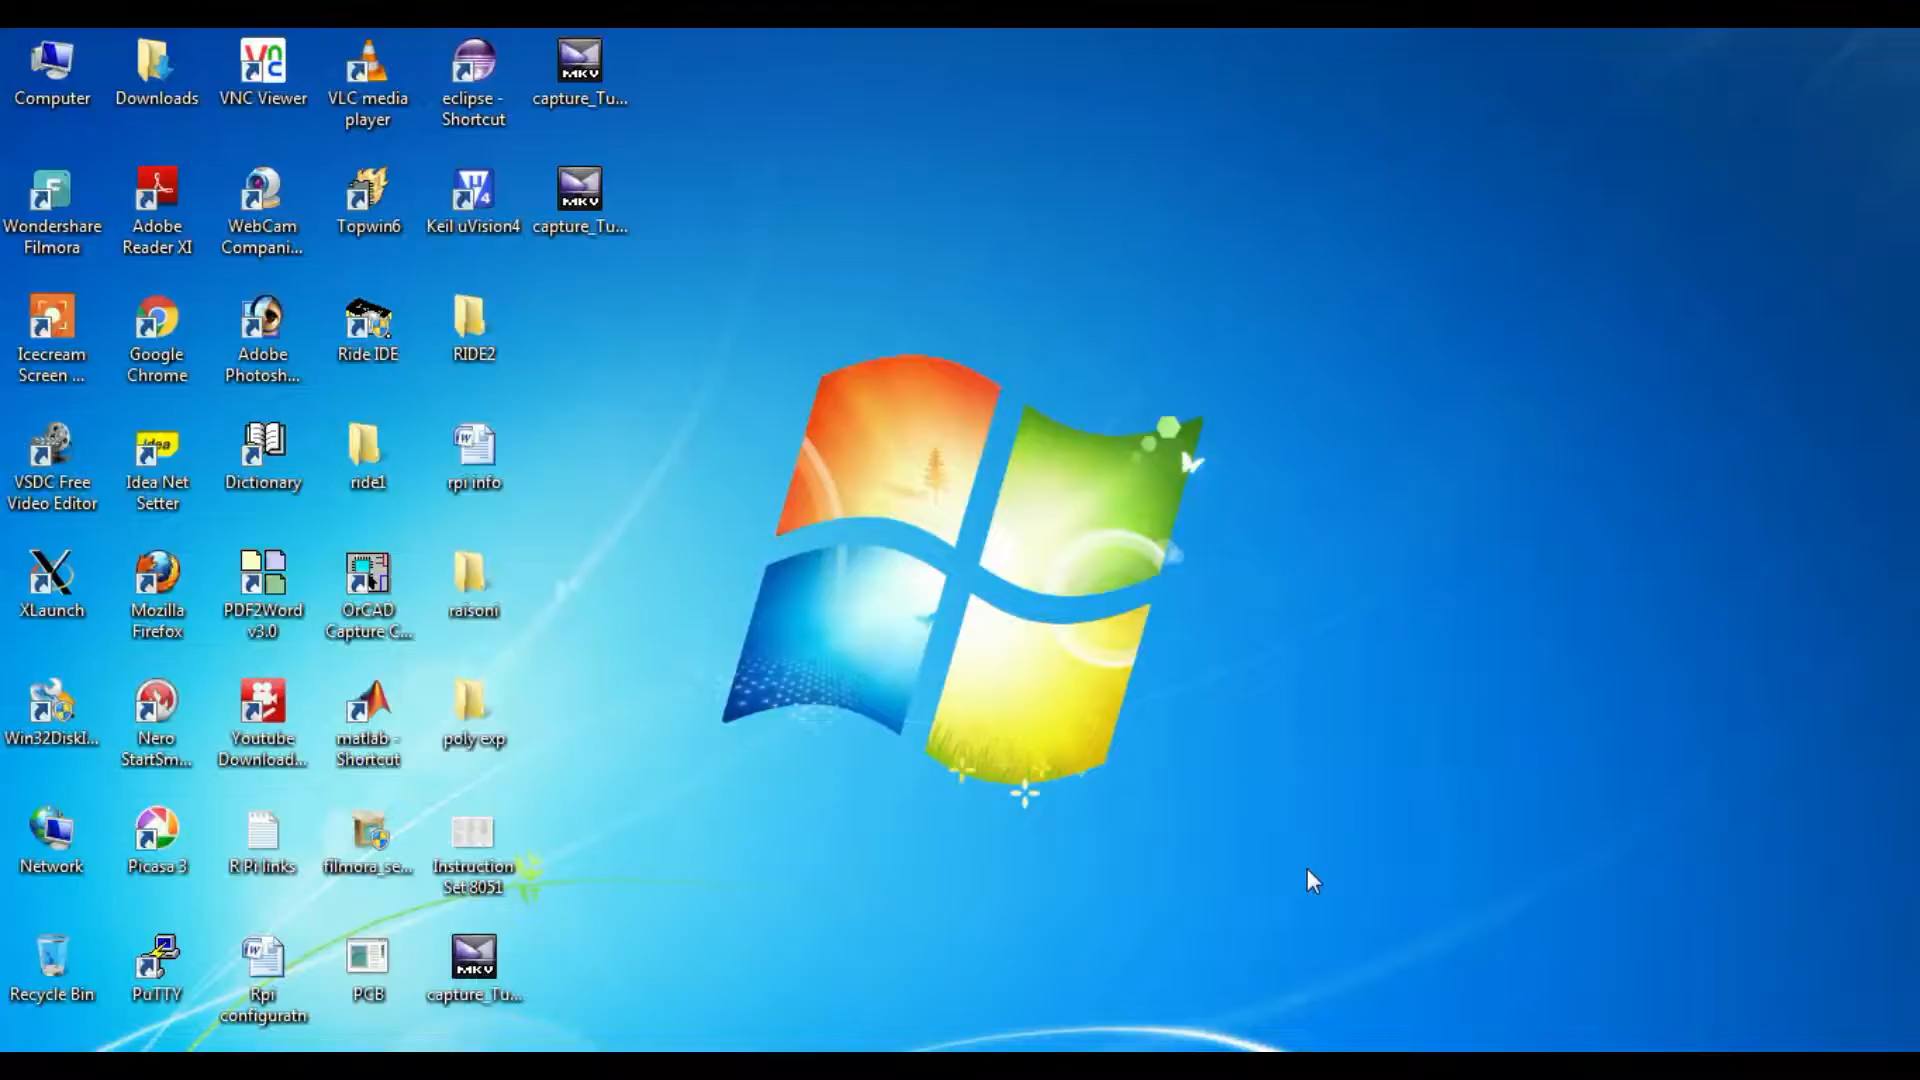 Computer
Downloads
VNC Viewer
VLC media
player
eclipse -
Shortcut
capture_Tu...
Wondershare
Filmora
Adobe
Reader XI
WebCam
Compani...
Topwin6
Keil uVision4
capture_Tu...
Icecream
Screen ...
Google
Chrome
Adobe
Photosh...
Ride IDE
RIDE2
VSDC Free
Video Editor
Idea Net
Setter
Dictionary
ride1
rpi info
XLaunch
Mozilla
Firefox
PDF2Word
v3.0
OrCAD
Capture C...
raisoni
Win32DiskI...
Nero
StartSm...
Youtube
Download...
matlab -
Shortcut
poly exp
Network
Picasa 3
R Pi links
filmora_se...
Instruction
Set 8051
Recycle Bin
PuTTY
Rpi
configuratn
PCB
capture_Tu...